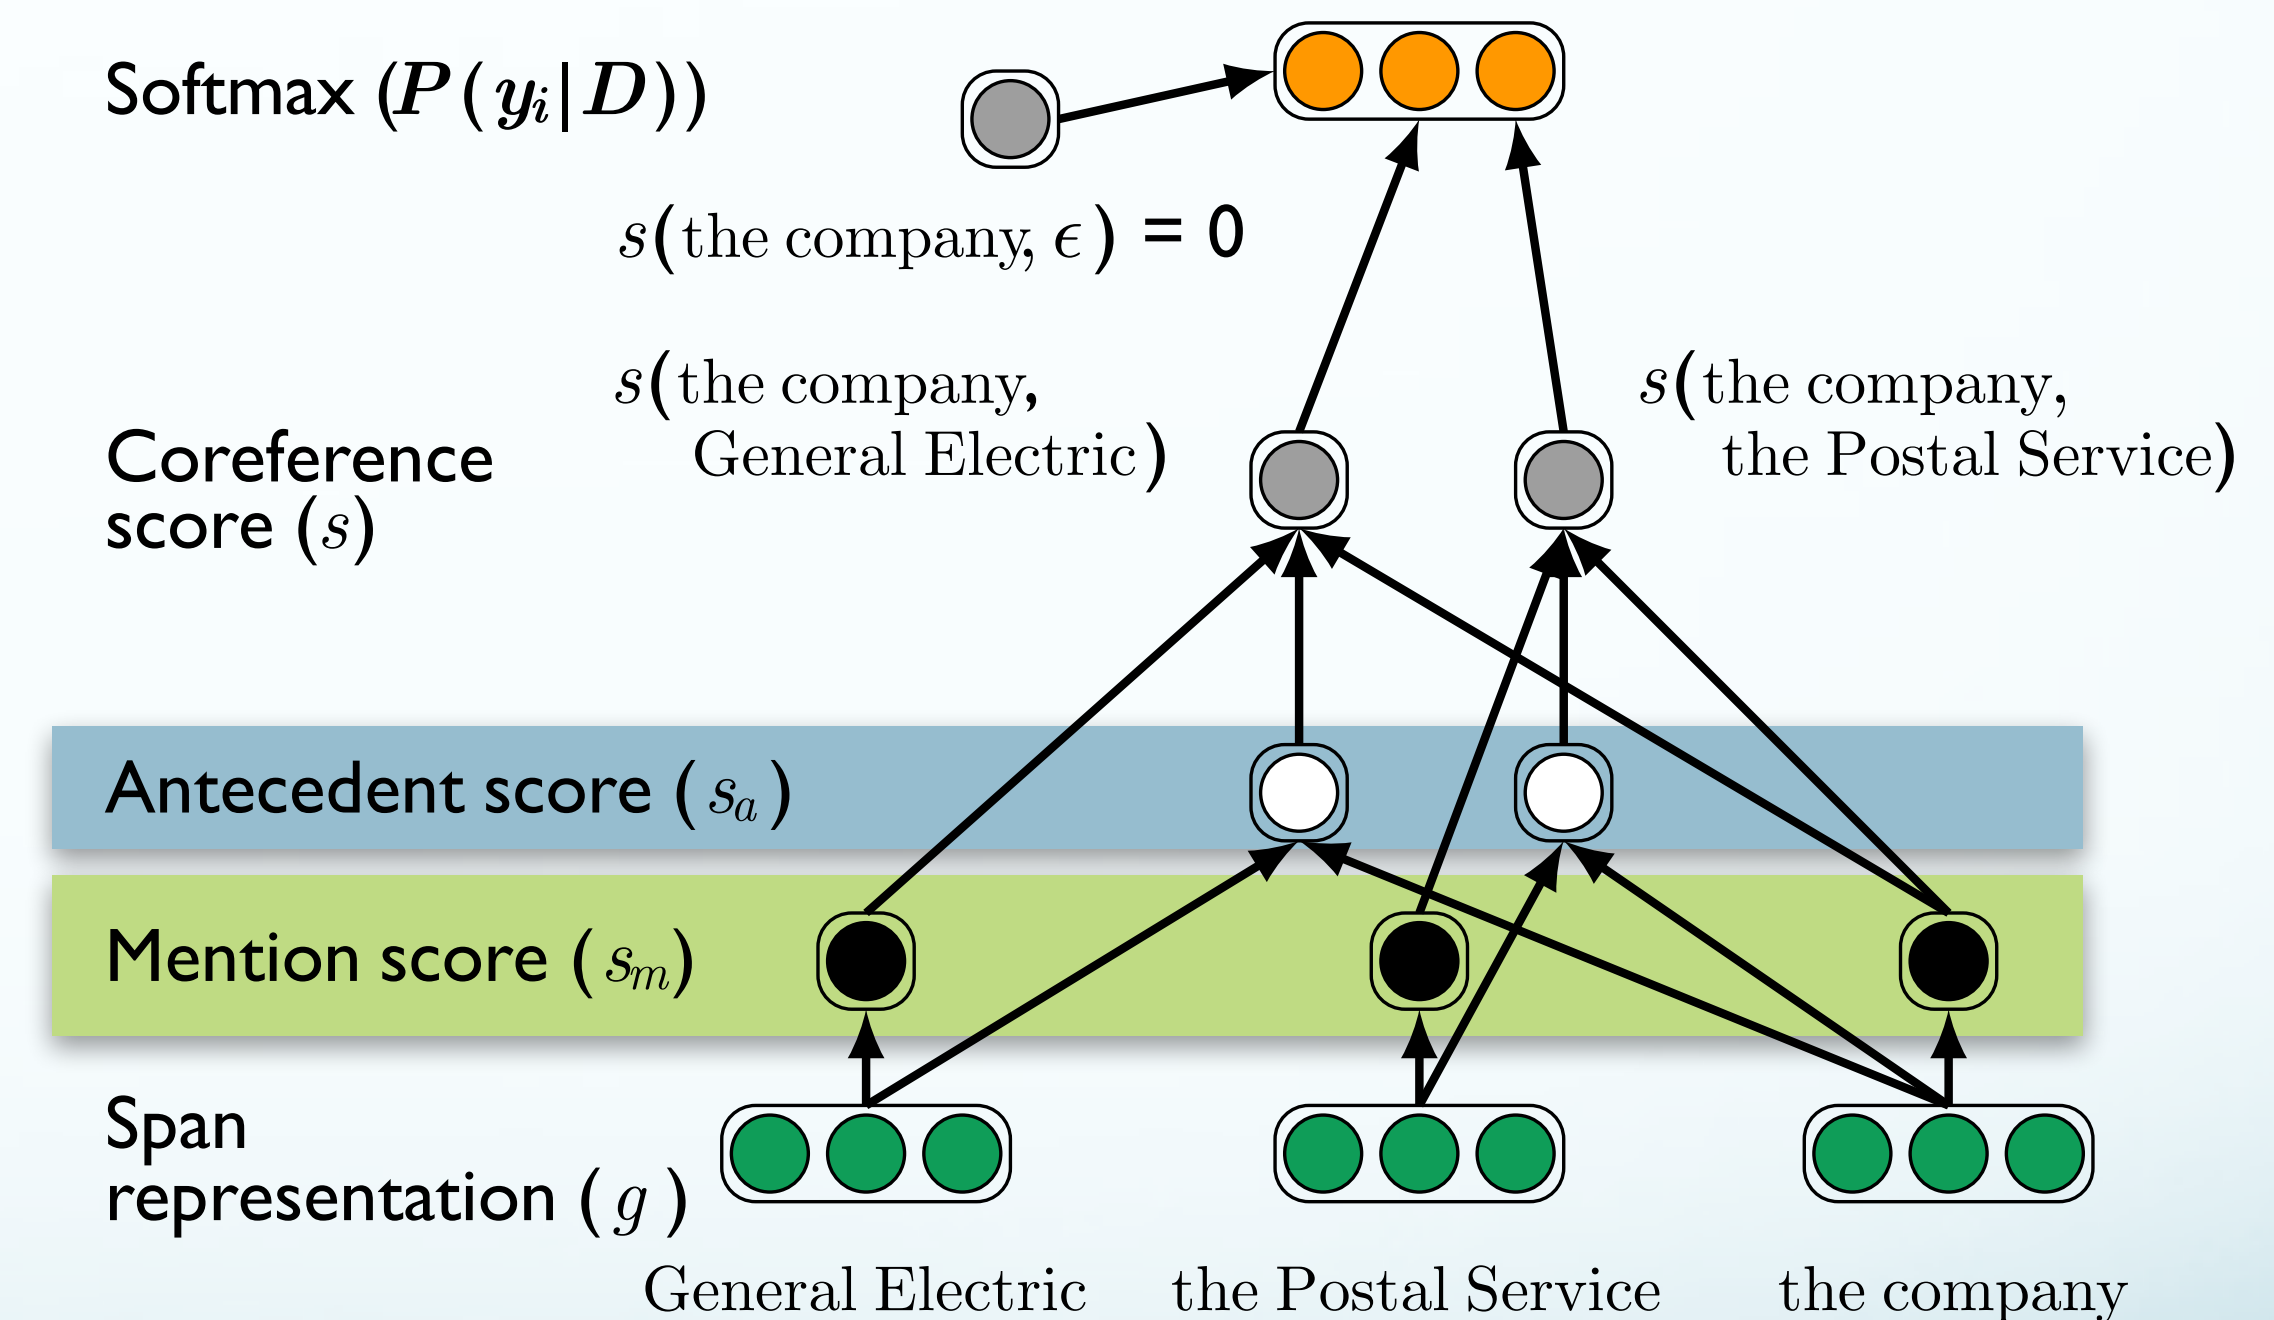 Softmax (P(y_i|D))
s(the company, ϵ) = 0
s(the company,
General Electric)
s(the company,
the Postal Service)
Coreference
score (s)
Antecedent score (s_a)
Mention score (s_m)
Span
representation (g)
General Electric
the Postal Service
the company